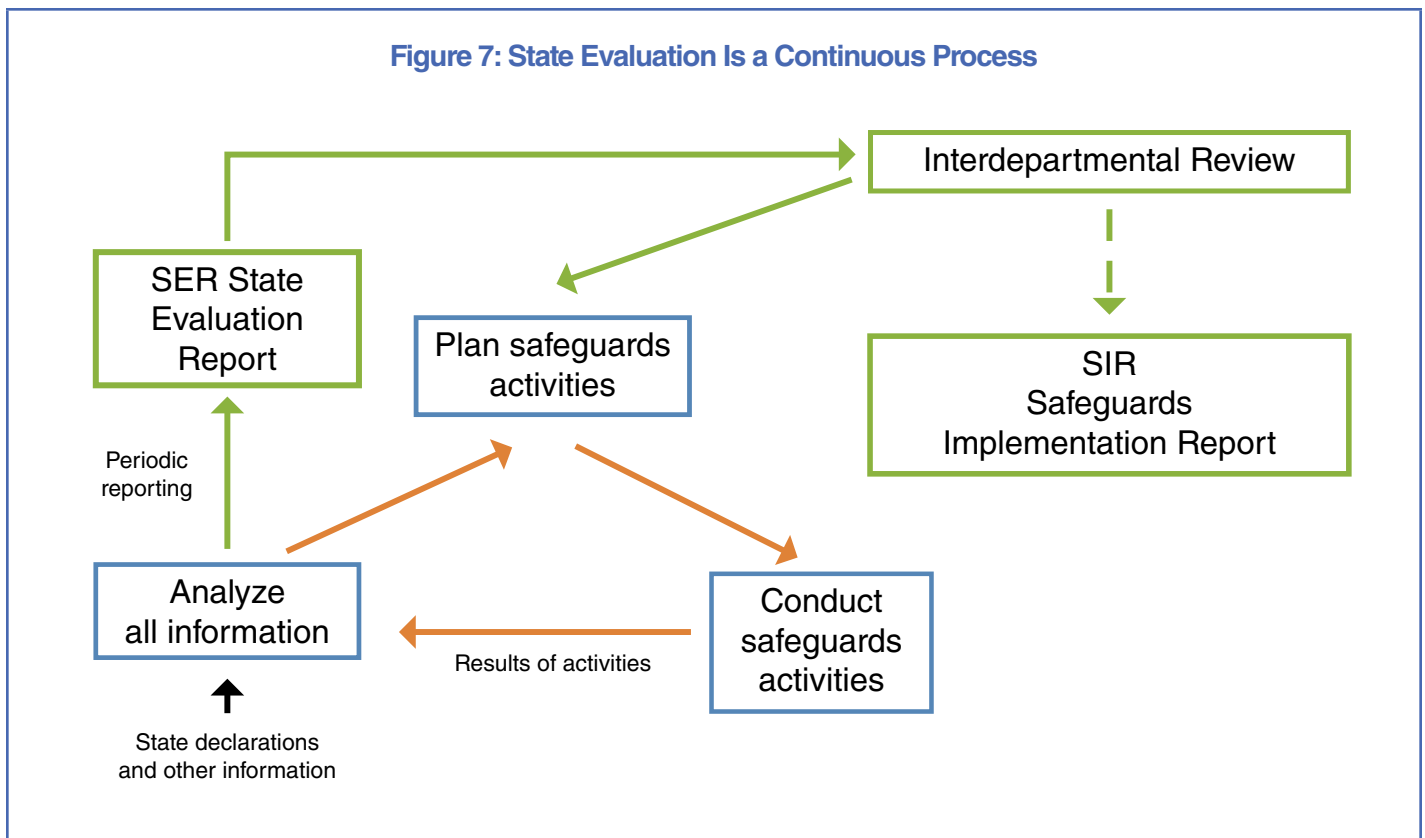 Figure 7: State Evaluation Is a Continuous Process
Interdepartmental Review
SER State
Evaluation
Report
Plan safeguards
activities
SIR
Safeguards
Implementation Report
Periodic
reporting
Analyze
all information
Results of activities
Conduct
safeguards
activities
State declarations
and other information